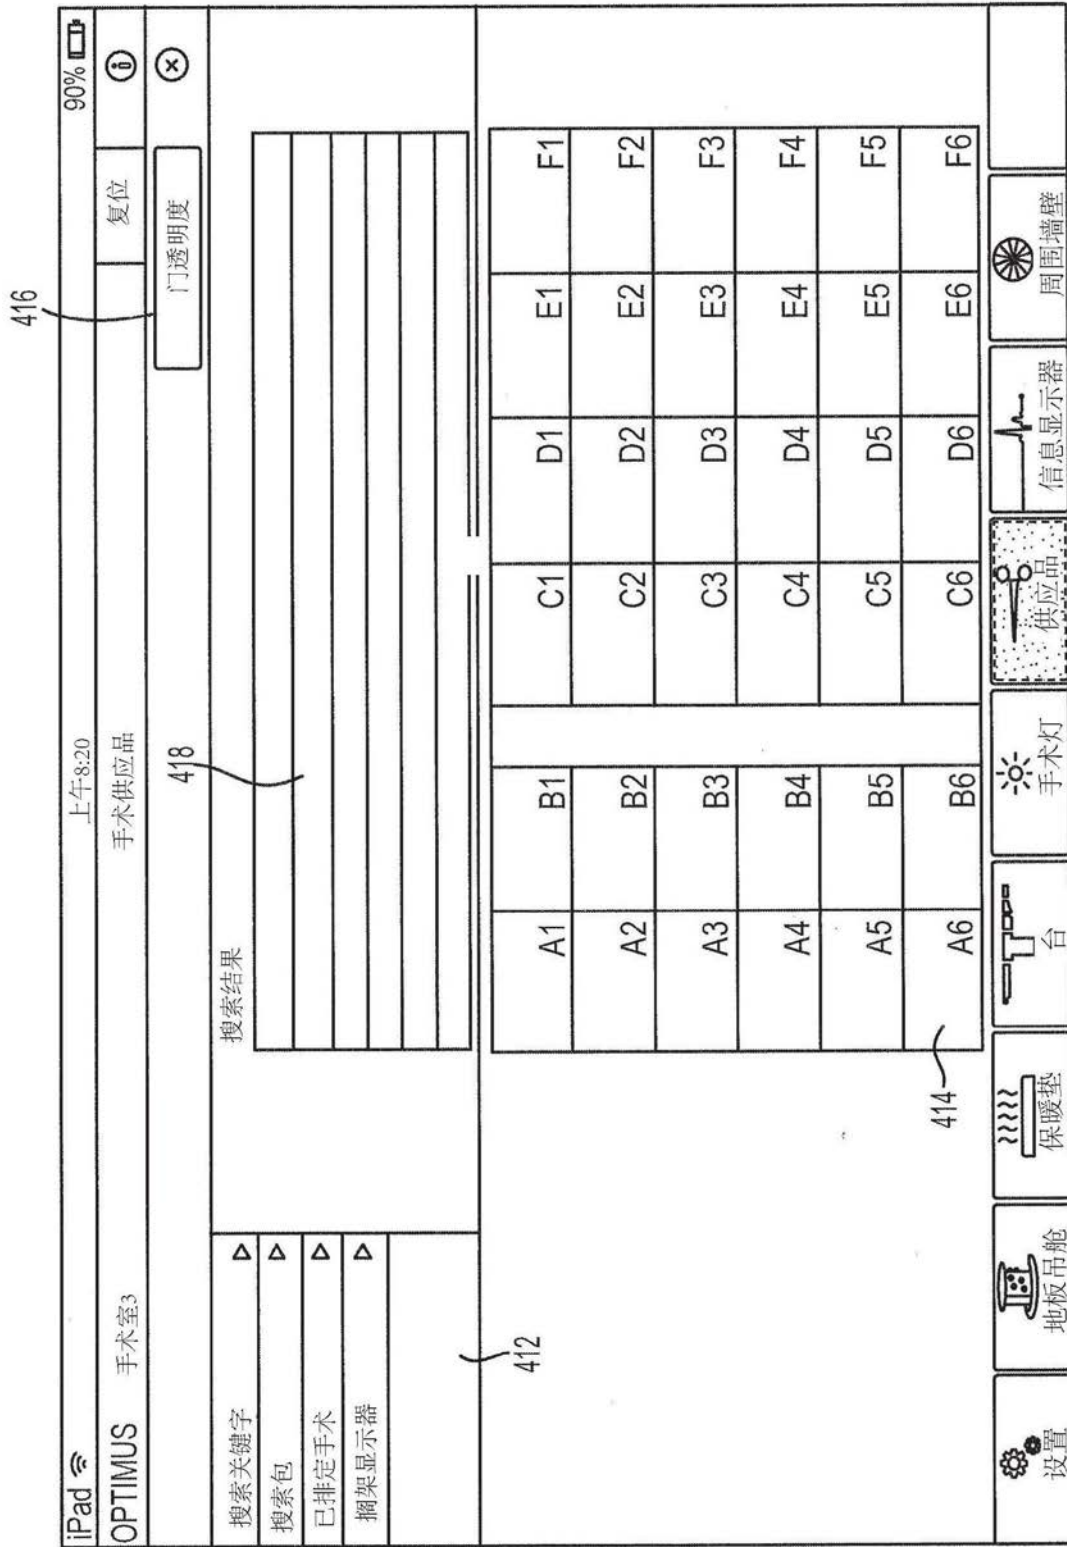 416
iPad 上午8:20 90%
OPTIMUS 手术室3 手术供应品 复位
门透明度
搜索关键字
搜索包
已排定手术
搁架显示器
412
搜索结果
418
A1 B1 C1 D1 E1 F1
A2 B2 C2 D2 E2 F2
A3 B3 C3 D3 E3 F3
A4 B4 C4 D4 E4 F4
A5 B5 C5 D5 E5 F5
A6 B6 C6 D6 E6 F6
414
设置 地板吊舱 保暖垫 台 手术灯 供应品 信息显示器 周围墙壁